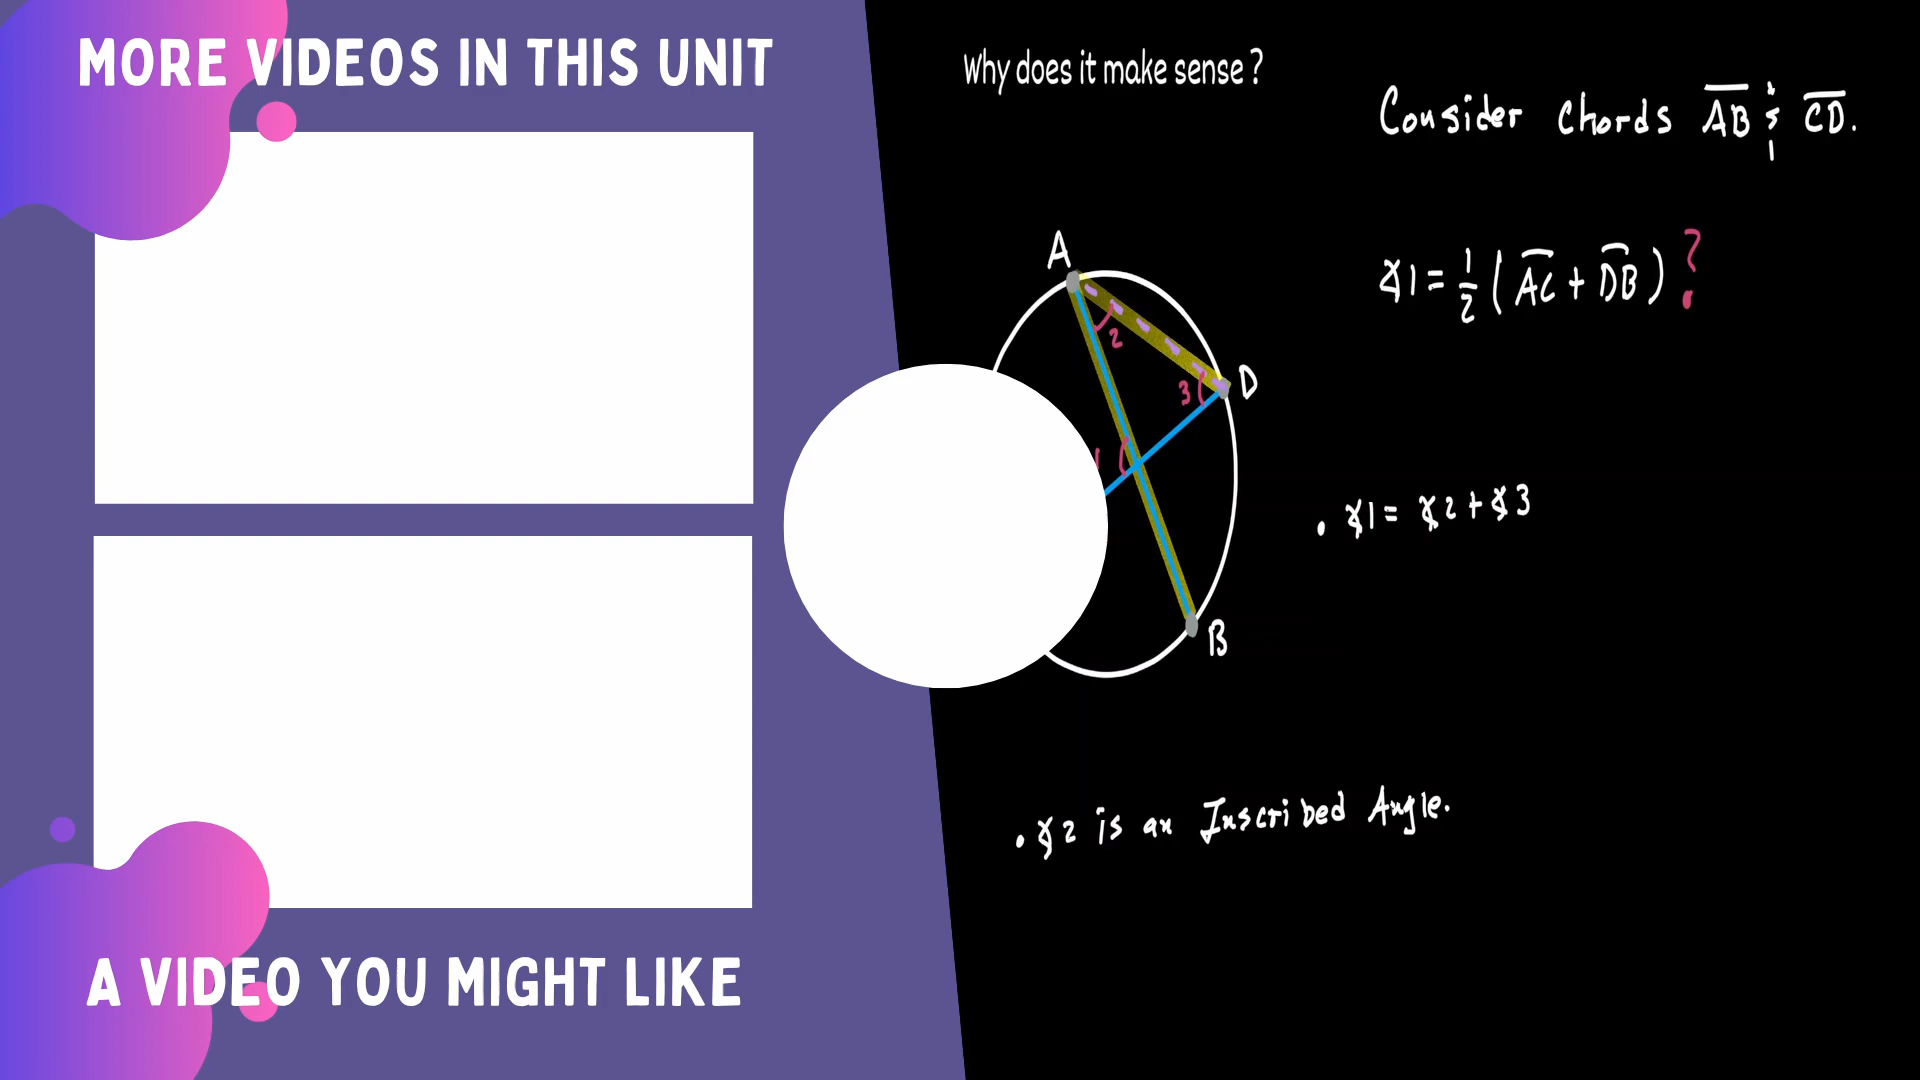 MORE VIDEOS IN THIS UNIT
Why does it make sense ?
Consider Chords AB & CD.
∡1 = 1/2 (AC + DB) ?
A
2
D
3
1
• ∡1 = ∡2 + ∡3
B
• ∡2 is an Inscribed Angle.
A VIDEO YOU MIGHT LIKE